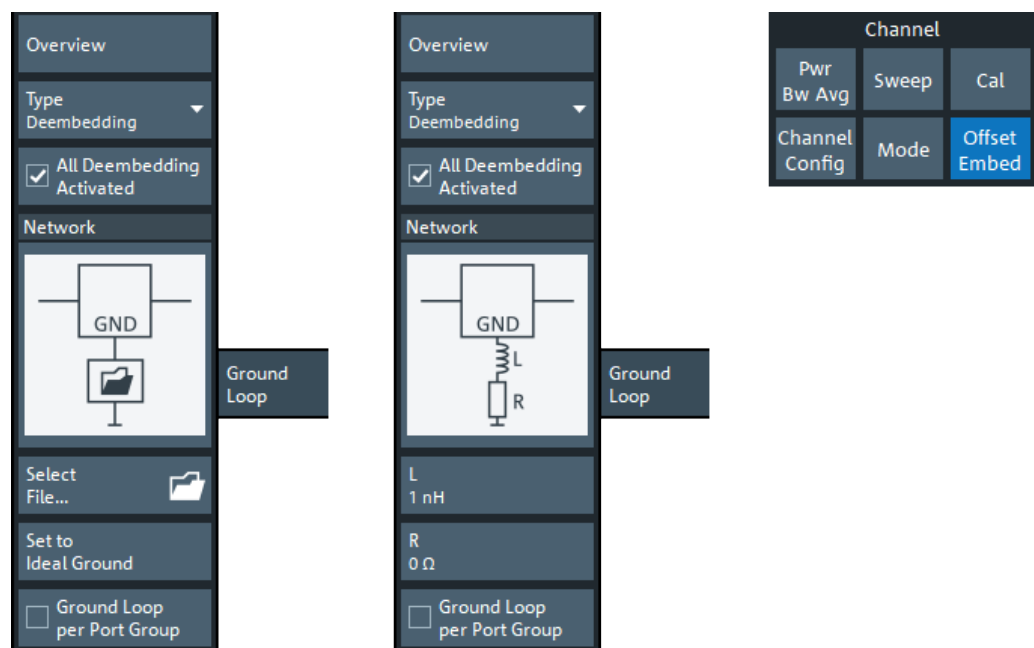 Overview
Type
Deembedding
All Deembedding
Activated
Network
GND
Ground
Loop
Select
File...
Set to
Ideal Ground
Ground Loop
per Port Group
Overview
Type
Deembedding
All Deembedding
Activated
Network
GND
L
R
Ground
Loop
L
1 nH
R
0 Ω
Ground Loop
per Port Group
Channel
Pwr
Bw Avg
Sweep
Cal
Channel
Config
Mode
Offset
Embed